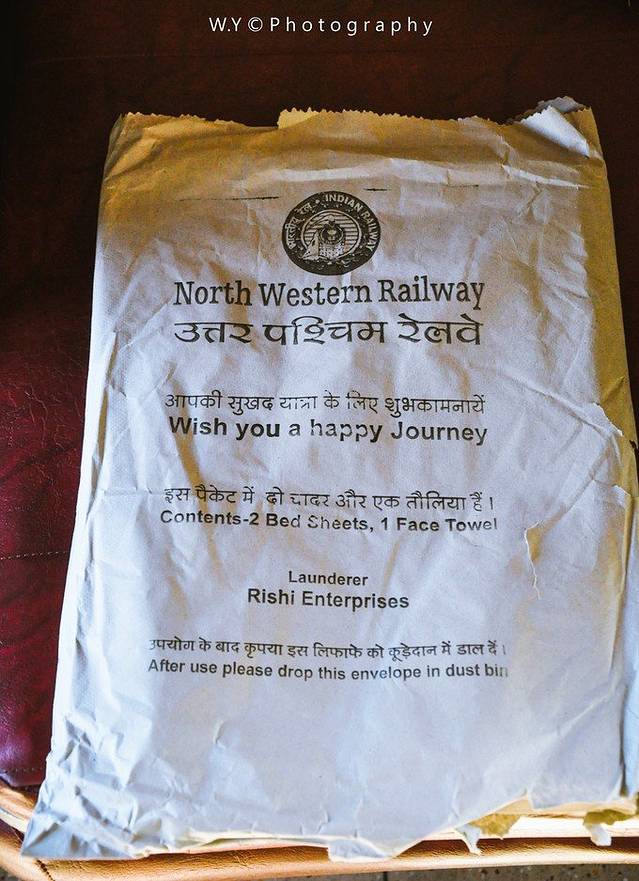 W.Y © Photography
भारतीय रेल • INDIAN RAILWAY
North Western Railway
उत्तर पश्चिम रेलवे
आपकी सुखद यात्रा के लिए शुभकामनायें
Wish you a happy Journey
इस पैकेट में दो चादर और एक तौलिया हैं।
Contents-2 Bed Sheets, 1 Face Towel
Launderer
Rishi Enterprises
उपयोग के बाद कृपया इस लिफाफे को कूड़ेदान में डाल दें।
After use please drop this envelope in dust bin